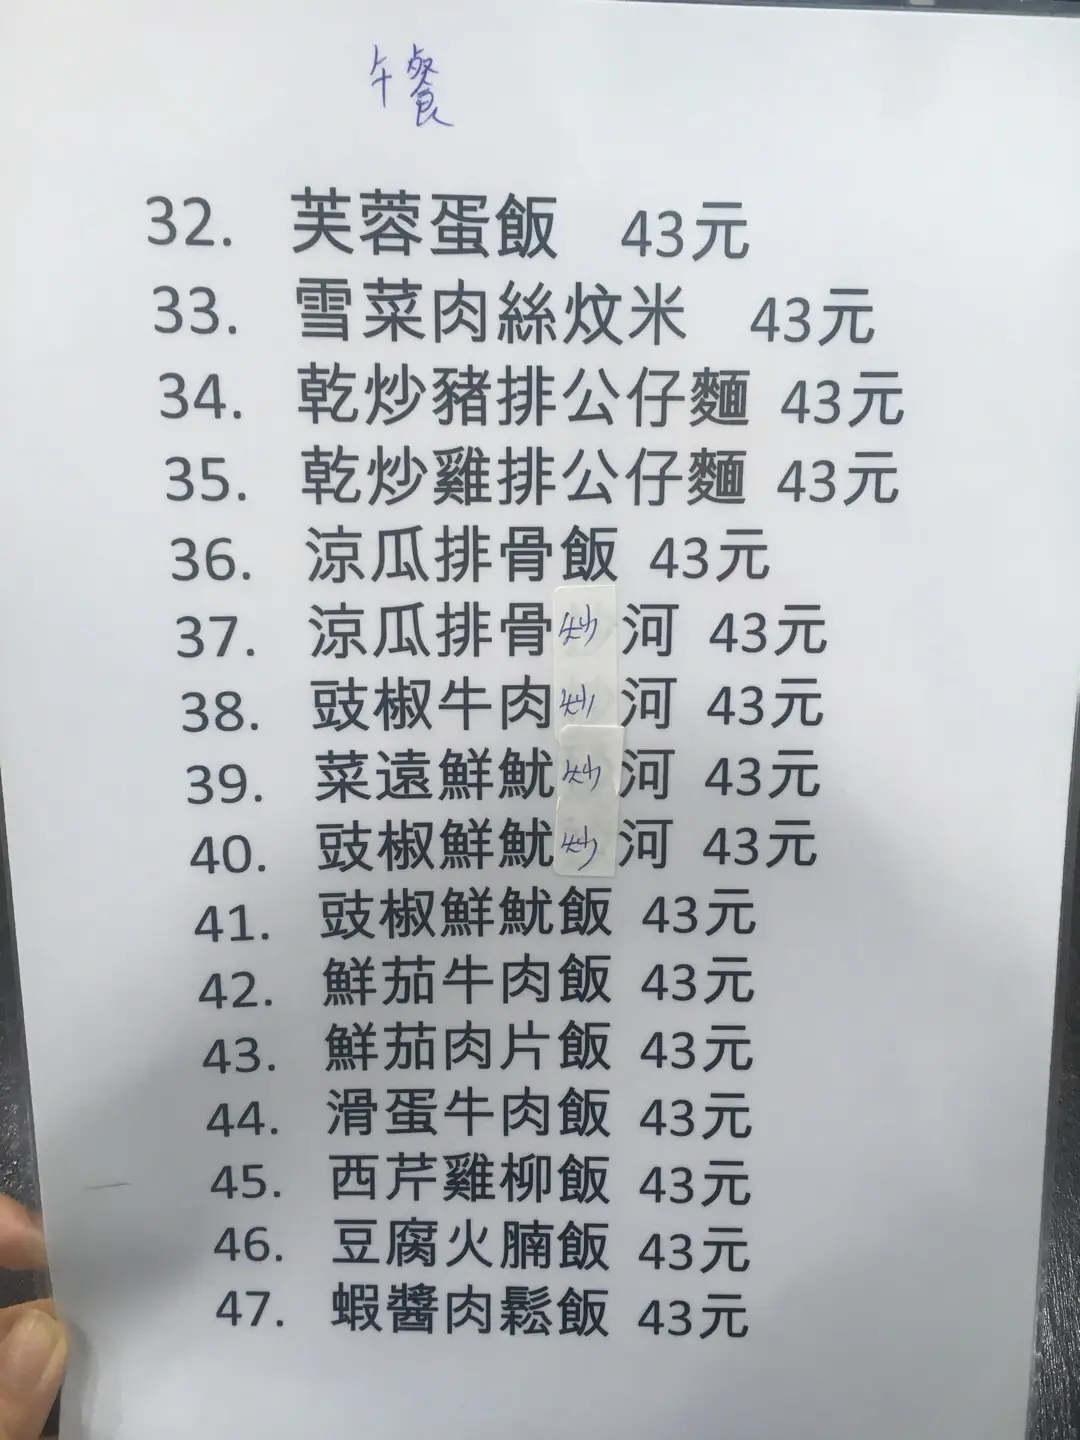 午餐
32. 芙蓉蛋飯 43元
33. 雪菜肉絲炆米 43元
34. 乾炒豬排公仔麵 43元
35. 乾炒雞排公仔麵 43元
36. 涼瓜排骨飯 43元
37. 涼瓜排骨炒河 43元
38. 豉椒牛肉炒河 43元
39. 菜遠鮮魷炒河 43元
40. 豉椒鮮魷炒河 43元
41. 豉椒鮮魷飯 43元
42. 鮮茄牛肉飯 43元
43. 鮮茄肉片飯 43元
44. 滑蛋牛肉飯 43元
45. 西芹雞柳飯 43元
46. 豆腐火腩飯 43元
47. 蝦醬肉鬆飯 43元